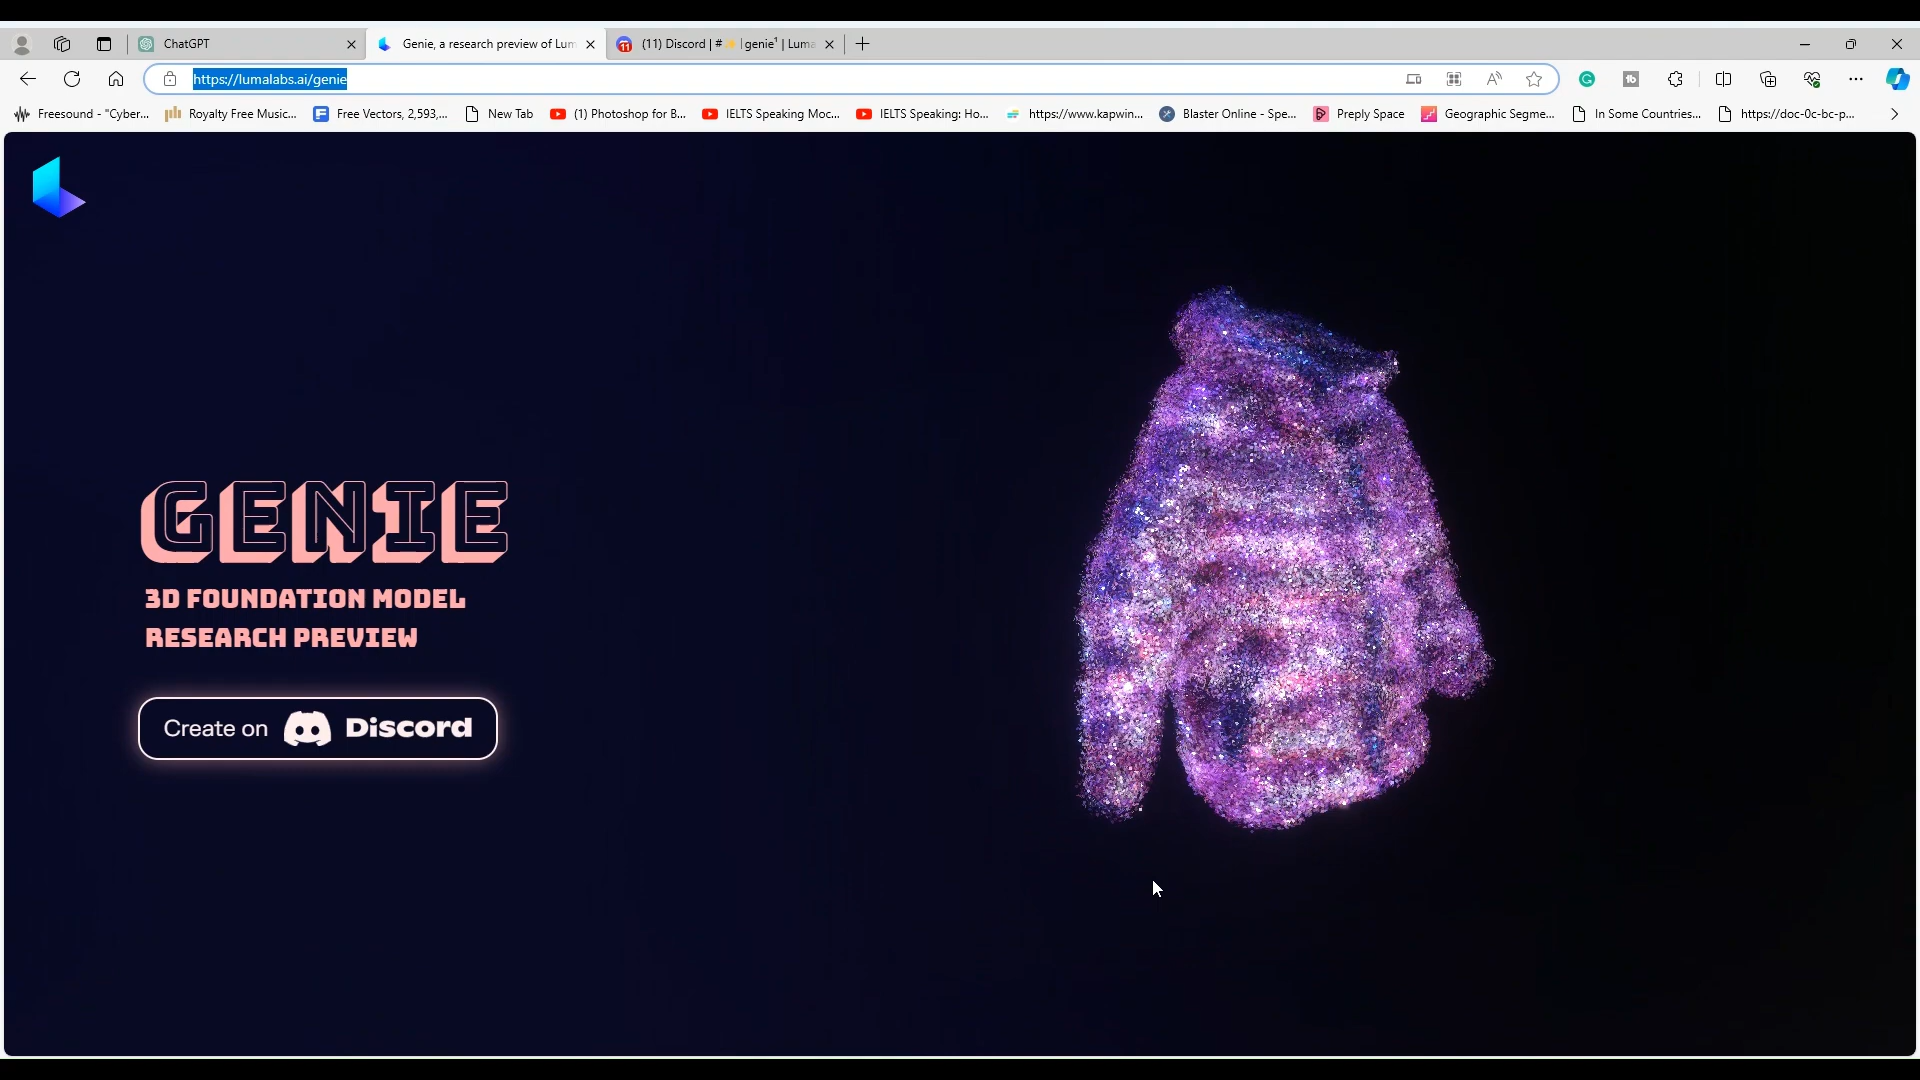 ChatGPT
Genie, a research preview of Lum
11
(11) Discord | # | genie¹ | Luma
https://lumalabs.ai/genie
Freesound - "Cyber...
Royalty Free Music...
Free Vectors, 2,593,...
New Tab
(1) Photoshop for B...
IELTS Speaking Moc...
IELTS Speaking: Ho...
https://www.kapwin...
Blaster Online - Spe...
Preply Space
Geographic Segme...
In Some Countries...
https://doc-0c-bc-p...
GENIE
3D FOUNDATION MODEL
RESEARCH PREVIEW
Create on Discord